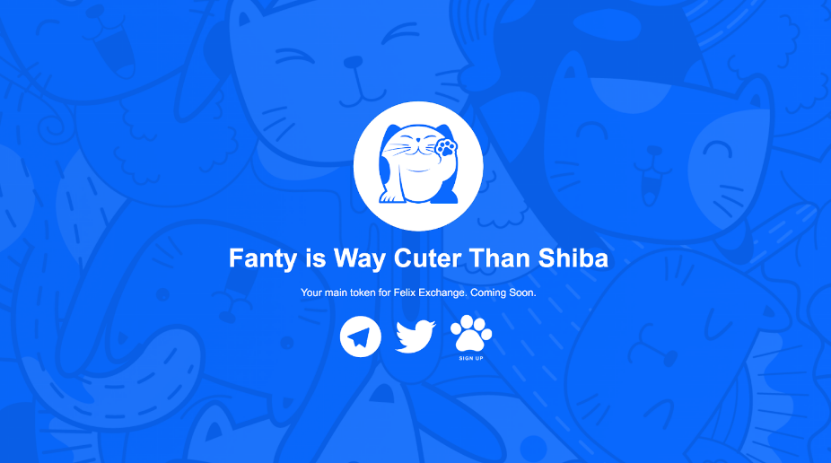 Fanty is Way Cuter Than Shiba
Your main token for Felix Exchange. Coming Soon.
SIGN UP